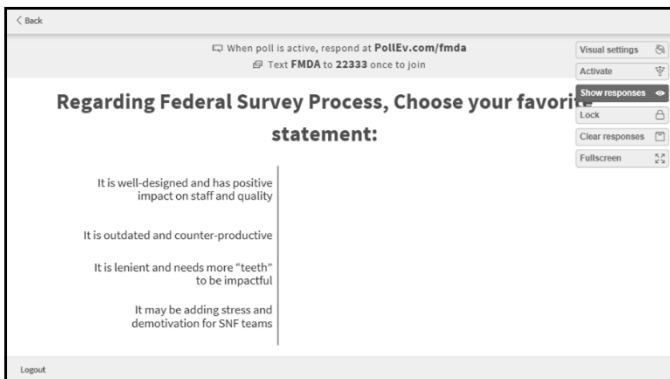 < Back
When poll is active, respond at PollEv.com/fmda
Text FMDA to 22333 once to join
Visual settings
Activate
Show responses
Lock
Clear responses
Fullscreen
Regarding Federal Survey Process, Choose your favorite
statement:
It is well-designed and has positive
impact on staff and quality
It is outdated and counter-productive
It is lenient and needs more “teeth”
to be impactful
It may be adding stress and
demotivation for SNF teams
Logout